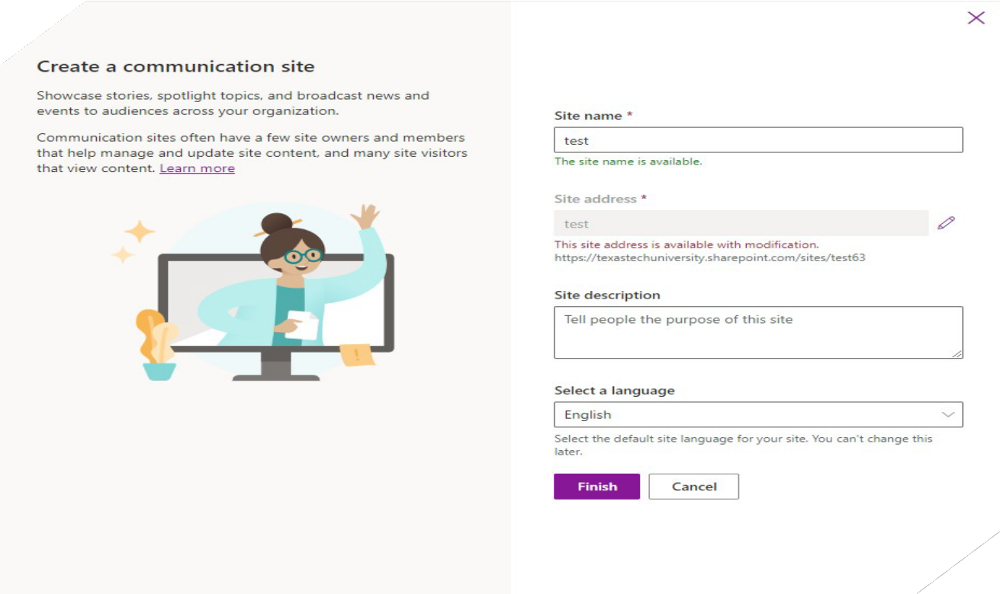 Create a communication site
Showcase stories, spotlight topics, and broadcast news and
events to audiences across your organization.
Communication sites often have a few site owners and members
that help manage and update site content, and many site visitors
that view content. Learn more
Site name *
test
The site name is available.
Site address *
test
This site address is available with modification.
https://texastechuniversity.sharepoint.com/sites/test63
Site description
Tell people the purpose of this site
Select a language
English
Select the default site language for your site. You can't change this
later.
Finish
Cancel